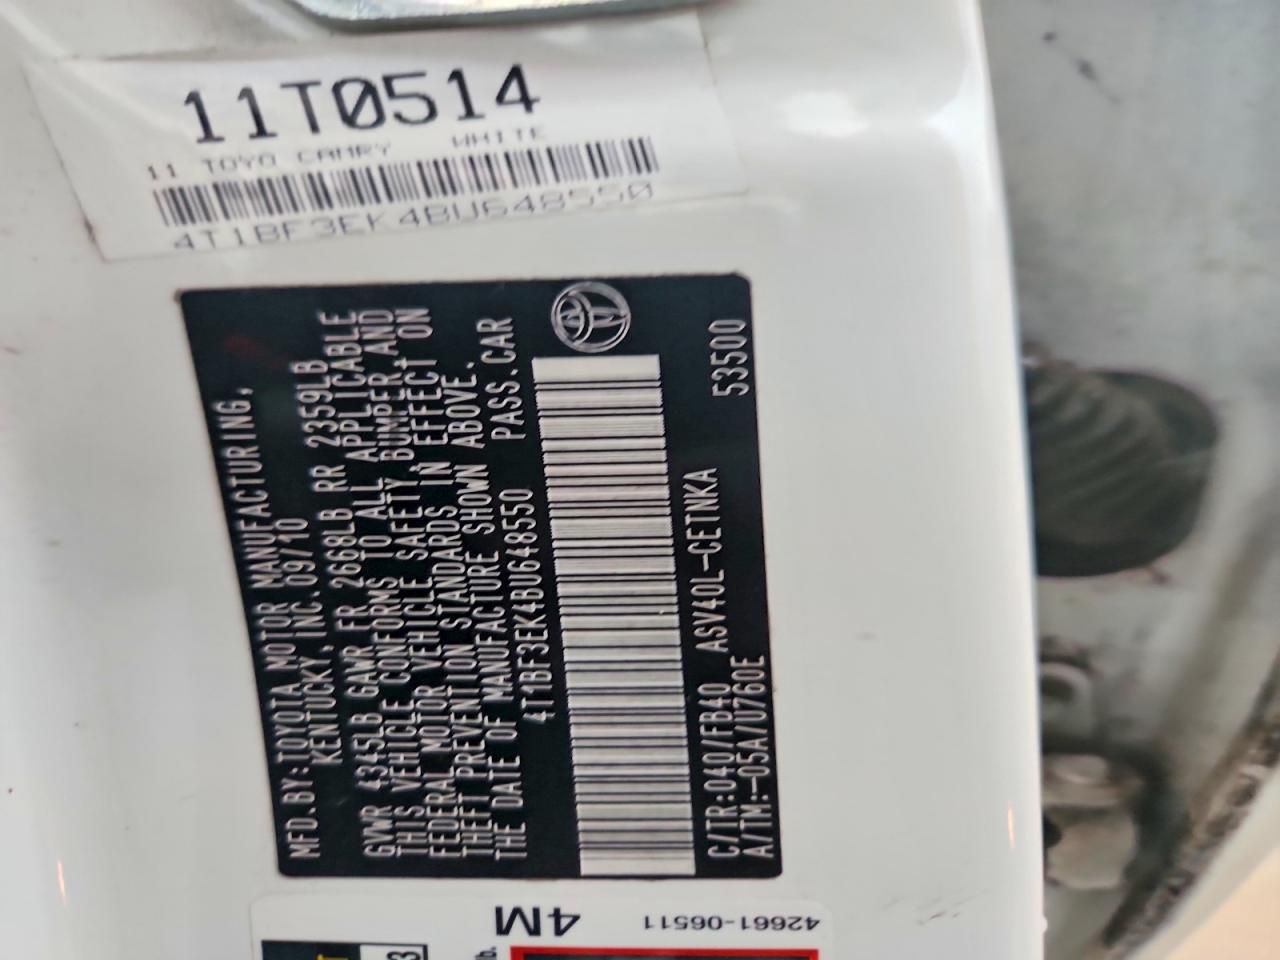 11T0514
11 TOYO CAMRY WHITE
4T1BF3EK4BU648550
MFD.BY:TOYOTA MOTOR MANUFACTURING,
KENTUCKY, INC.09/10
GVWR 4345LB GAWR FR 2668LB RR 2359LB
THIS VEHICLE CONFORMS TO ALL APPLICABLE
FEDERAL MOTOR VEHICLE SAFETY,BUMPER,AND
THEFT PREVENTION STANDARDS IN EFFECT ON
THE DATE OF MANUFACTURE SHOWN ABOVE.
4T1BF3EK4BU648550 PASS.CAR
C/TR:040/FB40 ASV40L-CETNKA 53500
A/TM:-05A/U760E
4M
42661-06511